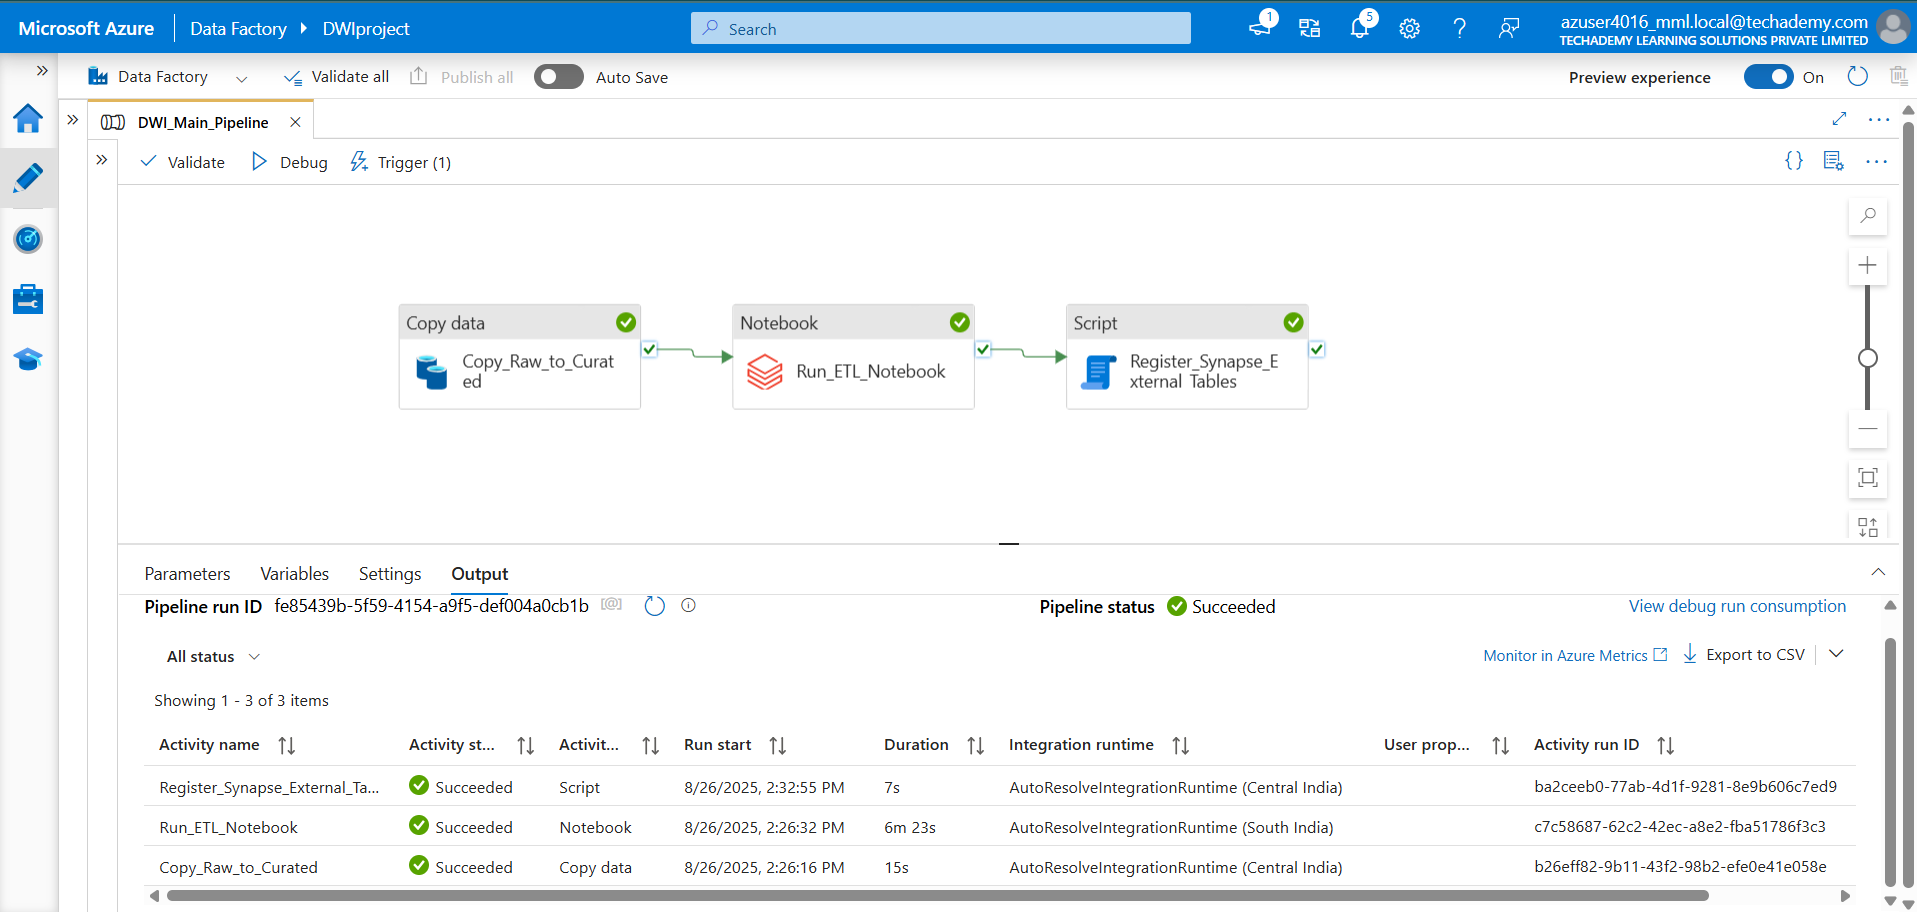 Microsoft Azure Data Factory DWIproject Search 1 5 azuser4016_mml.local@techademy.com
TECHADEMY LEARNING SOLUTIONS PRIVATE LIMITED
Data Factory Validate all Publish all Auto Save Preview experience On
DWI_Main_Pipeline
Validate Debug Trigger (1) {}
Copy data Notebook Script
Copy_Raw_to_Curat
ed
Run_ETL_Notebook
Register_Synapse_E
xternal Tables
Parameters Variables Settings Output
Pipeline run ID fe85439b-5f59-4154-a9f5-def004a0cb1b [@] Pipeline status Succeeded View debug run consumption
All status Monitor in Azure Metrics Export to CSV
Showing 1 - 3 of 3 items
Activity name Activity st... Activit... Run start Duration Integration runtime User prop... Activity run ID
Register_Synapse_External_Ta... Succeeded Script 8/26/2025, 2:32:55 PM 7s AutoResolveIntegrationRuntime (Central India) ba2ceeb0-77ab-4d1f-9281-8e9b606c7ed9
Run_ETL_Notebook Succeeded Notebook 8/26/2025, 2:26:32 PM 6m 23s AutoResolveIntegrationRuntime (South India) c7c58687-62c2-42ec-a8e2-fba51786f3c3
Copy_Raw_to_Curated Succeeded Copy data 8/26/2025, 2:26:16 PM 15s AutoResolveIntegrationRuntime (Central India) b26eff82-9b11-43f2-98b2-efe0e41e058e